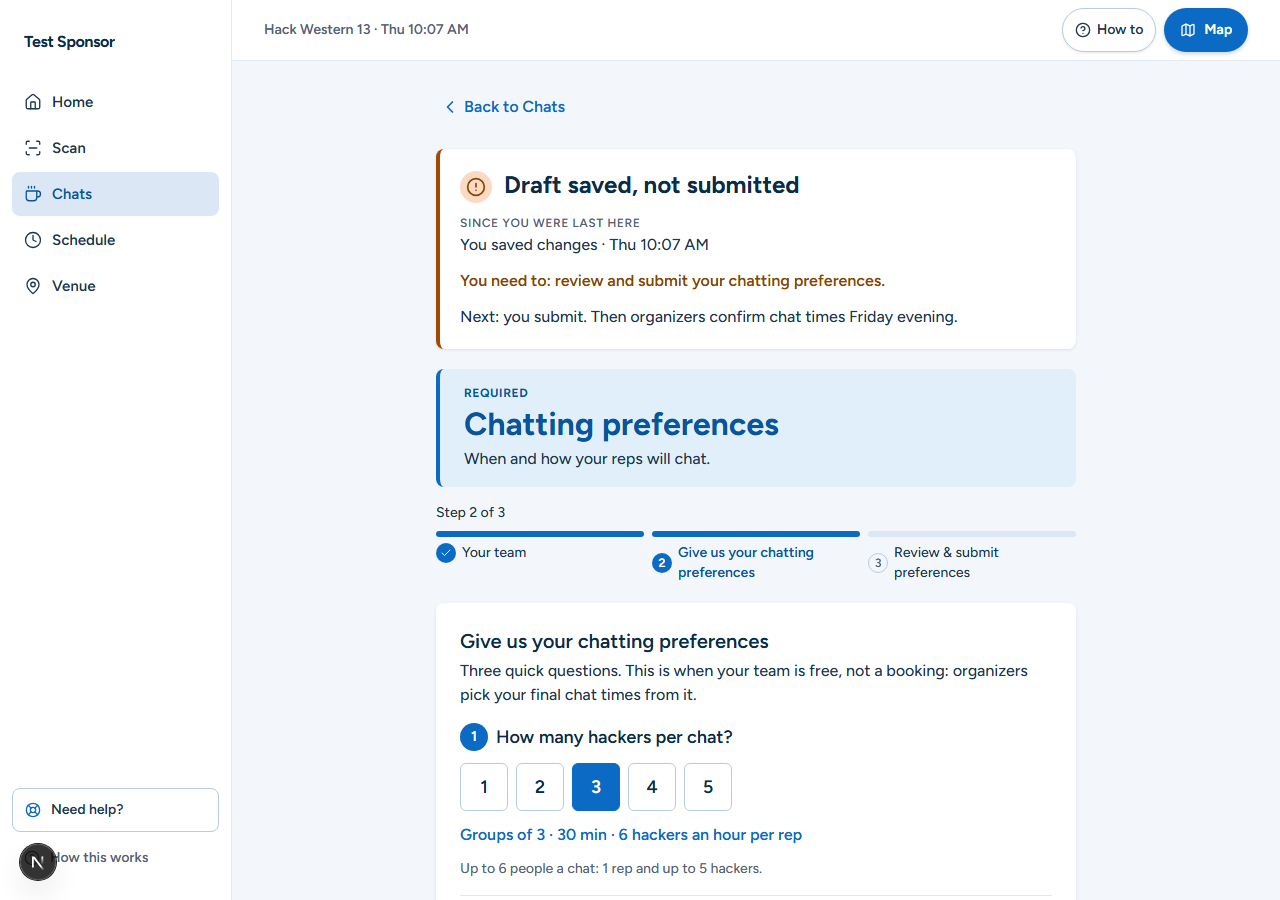 Test Sponsor
Hack Western 13 · Thu 10:07 AM
How to
Map
Home
Scan
Chats
Schedule
Venue
Need help?
How this works
N
Back to Chats
Draft saved, not submitted
SINCE YOU WERE LAST HERE
You saved changes · Thu 10:07 AM
You need to: review and submit your chatting preferences.
Next: you submit. Then organizers confirm chat times Friday evening.
REQUIRED
Chatting preferences
When and how your reps will chat.
Step 2 of 3
Your team
2 Give us your chatting
preferences
3 Review & submit
preferences
Give us your chatting preferences
Three quick questions. This is when your team is free, not a booking: organizers
pick your final chat times from it.
1 How many hackers per chat?
1 2 3 4 5
Groups of 3 · 30 min · 6 hackers an hour per rep
Up to 6 people a chat: 1 rep and up to 5 hackers.